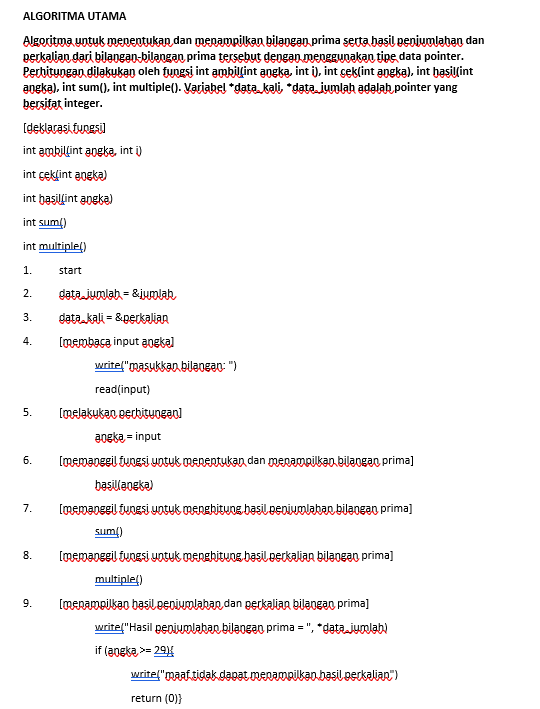 ALGORITMA UTAMA
Algoritma untuk menentukan dan menampilkan bilangan prima serta hasil penjumlahan dan
perkalian dari bilangan-bilangan prima tersebut dengan menggunakan tipe data pointer.
Perhitungan dilakukan oleh fungsi int ambil(int angka, int i), int cek(int angka), int hasil(int
angka), int sum(), int multiple(). Variabel *data_kali, *data_jumlah adalah pointer yang
bersifat integer.
[deklarasi fungsi]
int ambil(int angka, int i)
int cek(int angka)
int hasil(int angka)
int sum()
int multiple()
1. start
2. data_jumlah = &jumlah
3. data_kali = &perkalian
4. [membaca input angka]
write("masukkan bilangan: ")
read(input)
5. [melakukan perhitungan]
angka = input
6. [memanggil fungsi untuk menentukan dan menampilkan bilangan prima]
hasil(angka)
7. [memanggil fungsi untuk menghitung hasil penjumlahan bilangan prima]
sum()
8. [memanggil fungsi untuk menghitung hasil perkalian bilangan prima]
multiple()
9. [menampilkan hasil penjumlahan dan perkalian bilangan prima]
write("Hasil penjumlahan bilangan prima = ", *data_jumlah)
if (angka >= 29){
write("maaf tidak dapat menampilkan hasil perkalian")
return (0)}